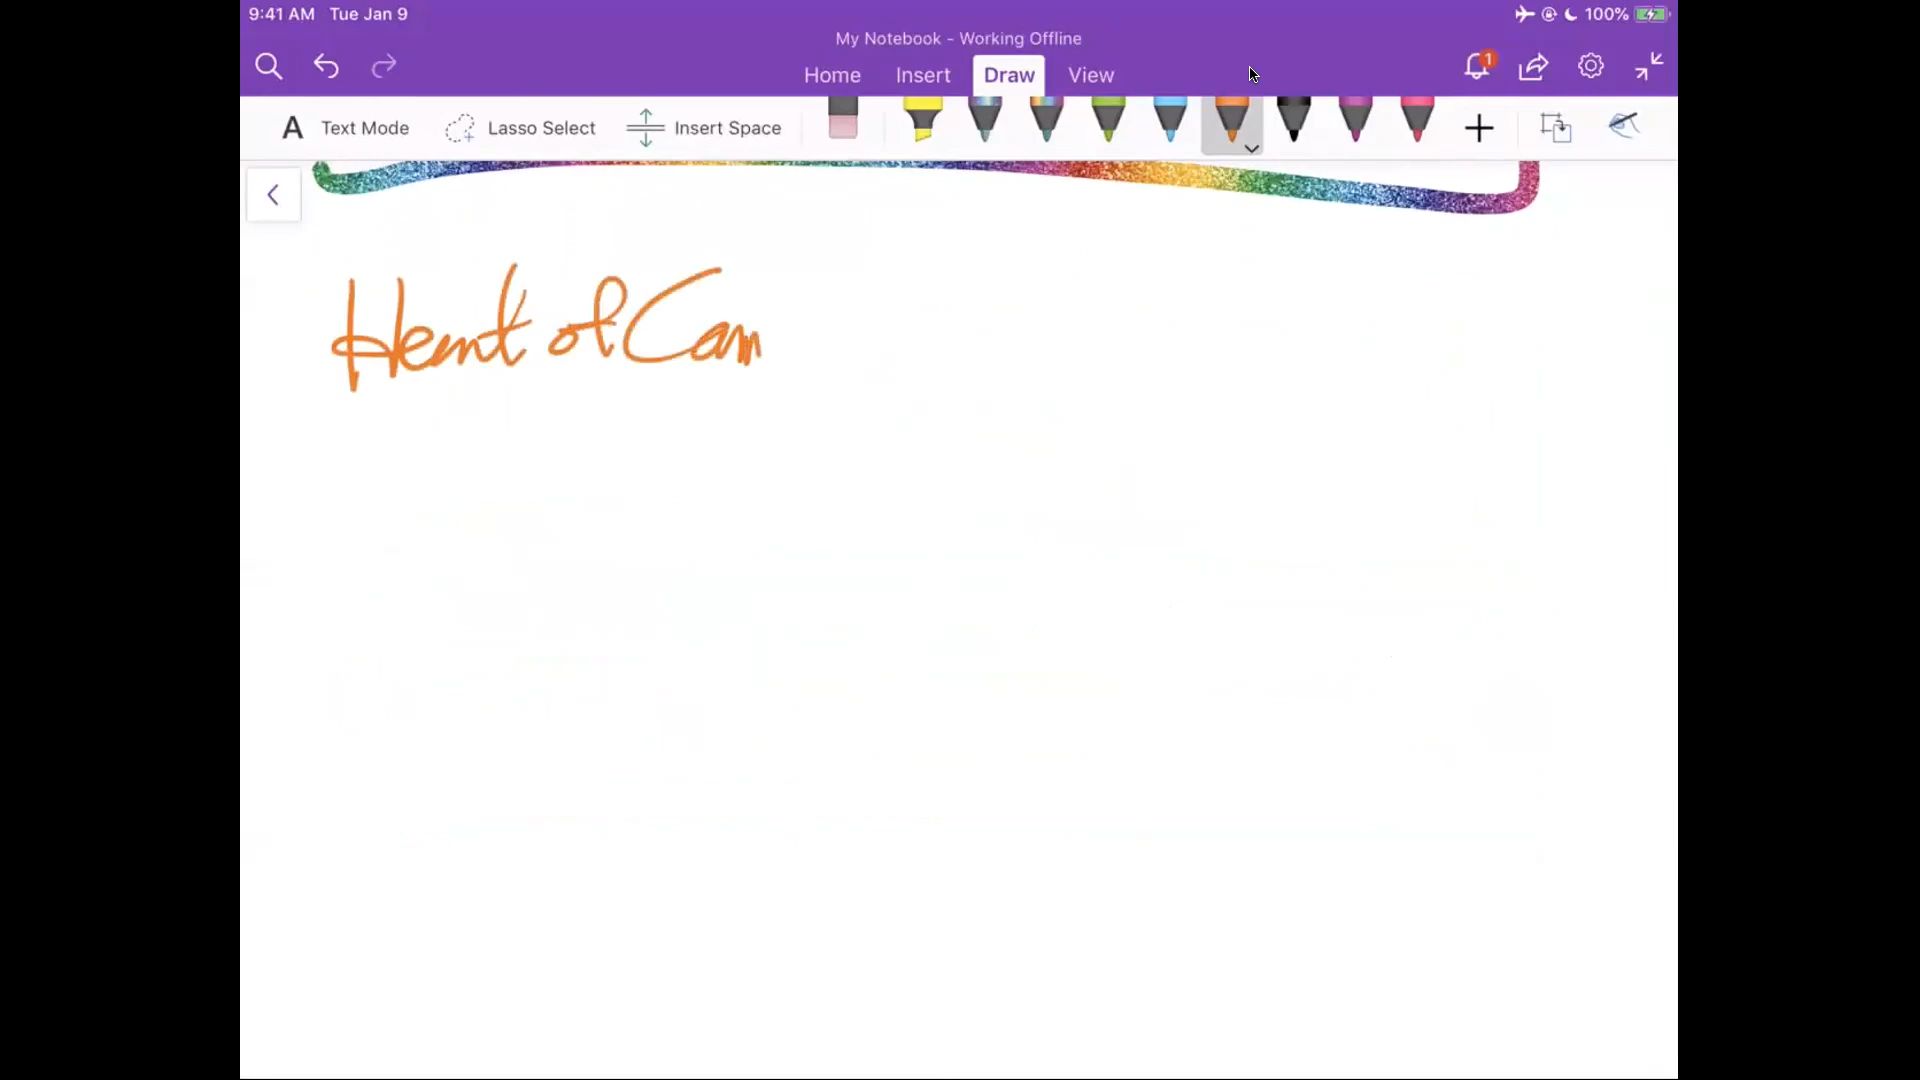 9:41 AM Tue Jan 9
100%
My Notebook - Working Offline
Home Insert Draw View
1
A Text Mode Lasso Select Insert Space
of Cam